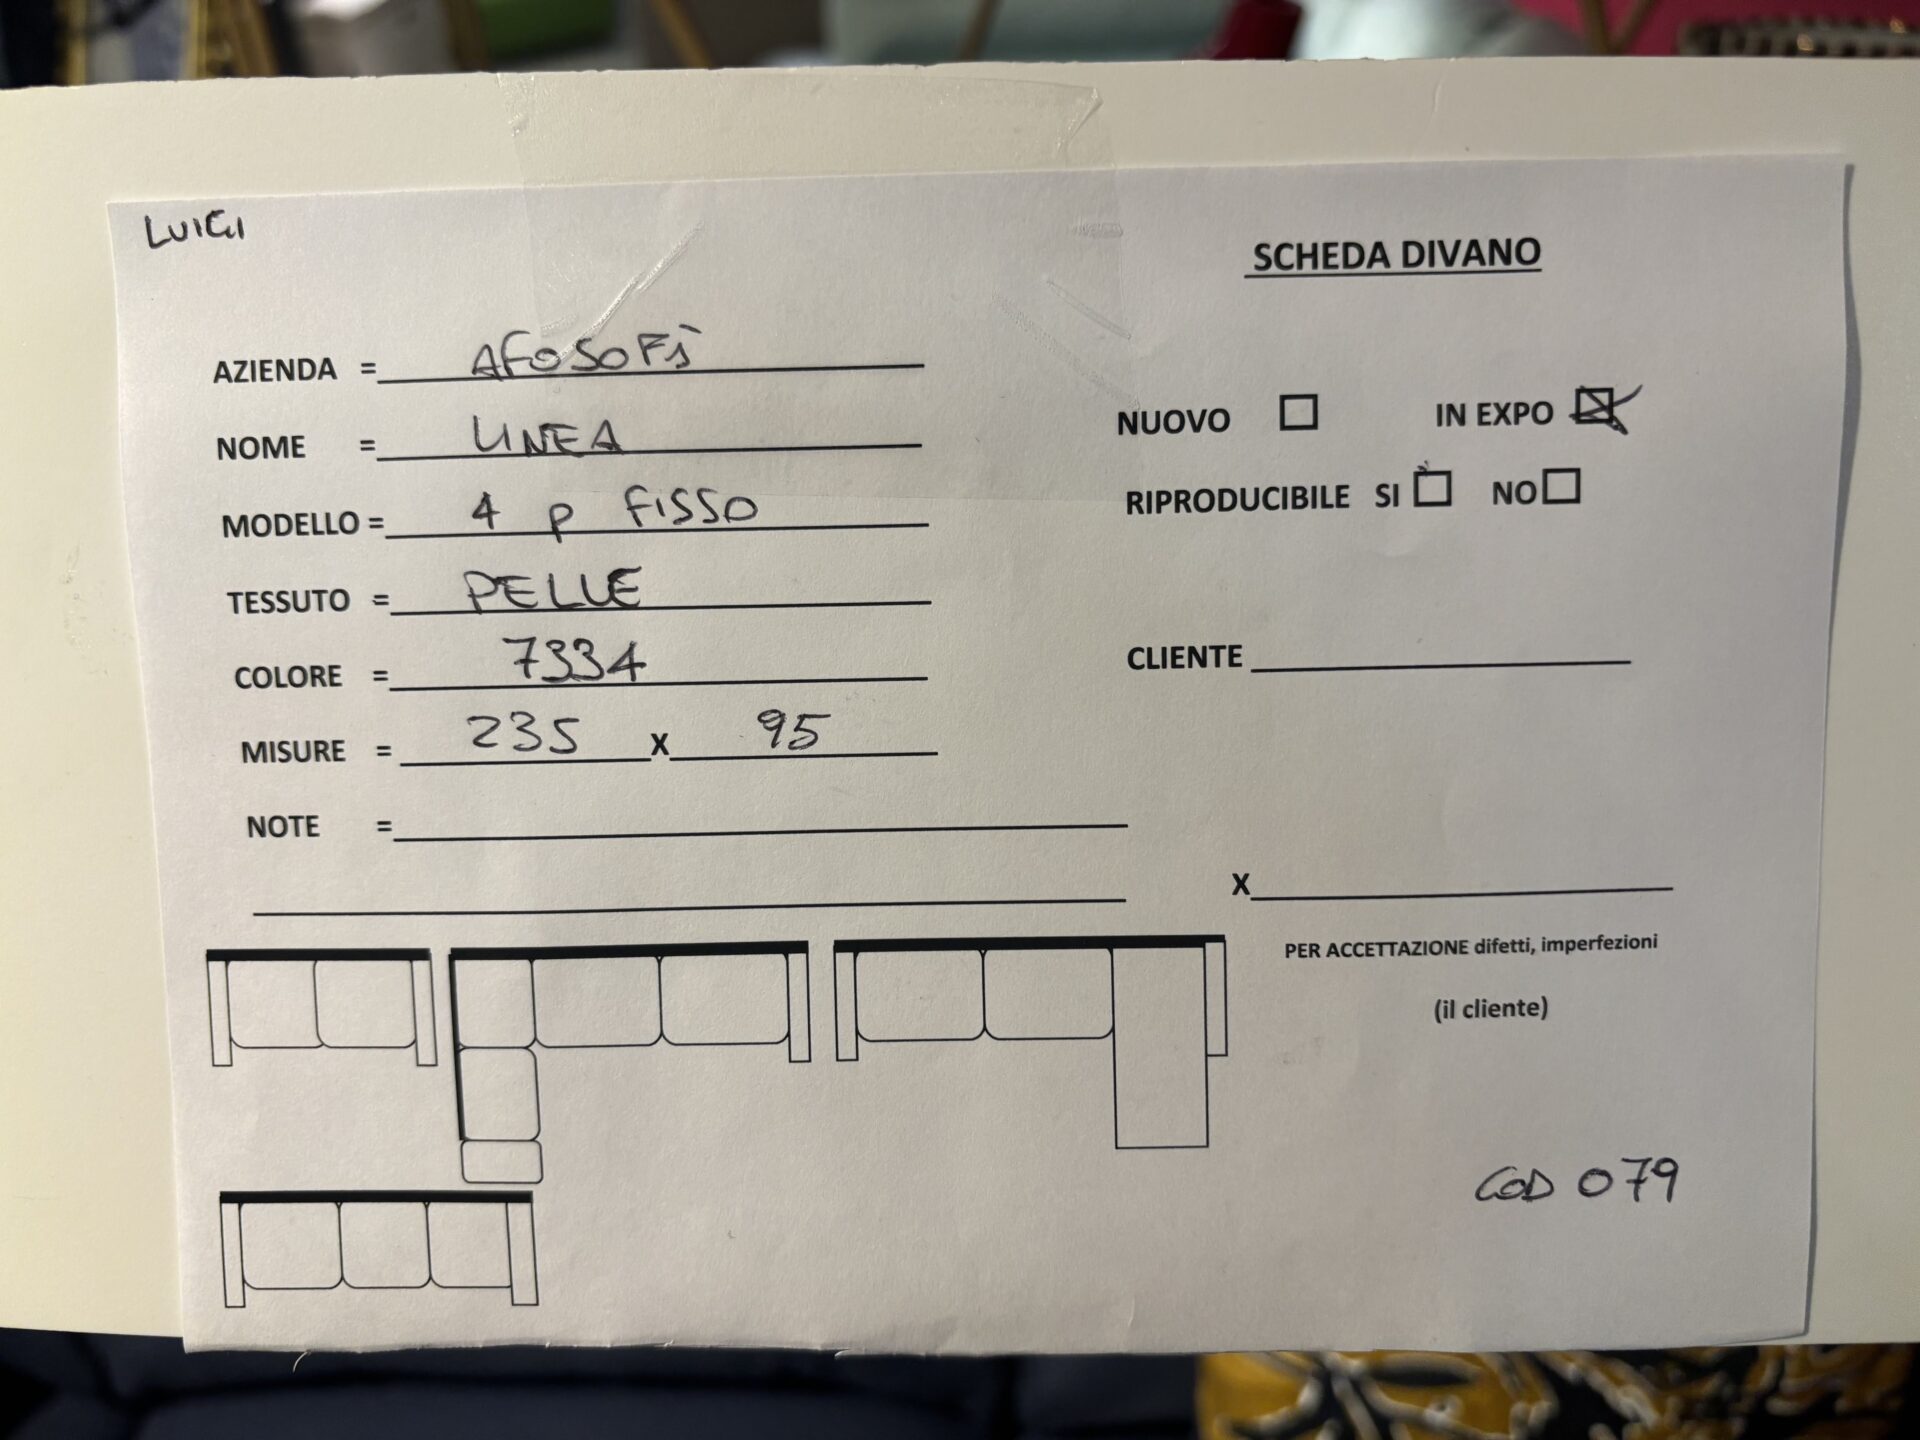 LUIGI
SCHEDA DIVANO
AZIENDA = AFOSOFÌ
NOME = LINEA
MODELLO = 4 P FISSO
TESSUTO = PELLE
COLORE = 7334
MISURE = 235 X 95
NOTE =
NUOVO ☐ IN EXPO ☒
RIPRODUCIBILE SI ☐ NO ☐
CLIENTE
X
PER ACCETTAZIONE difetti, imperfezioni
(il cliente)
COD 079